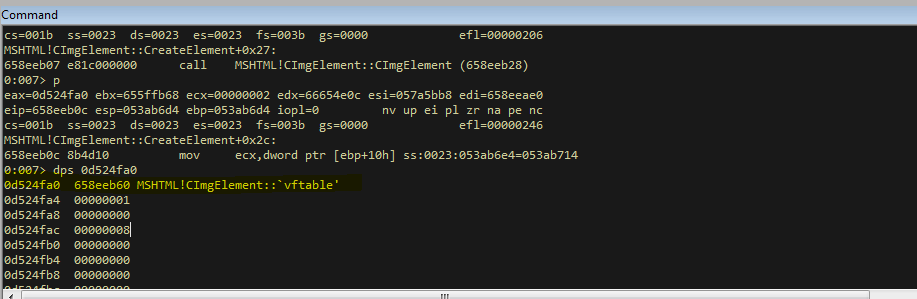 Command
cs=001b ss=0023 ds=0023 es=0023 fs=003b gs=0000 efl=00000206
MSHTML!CImgElement::CreateElement+0x27:
658eeb07 e81c000000 call MSHTML!CImgElement::CImgElement (658eeb28)
0:007> p
eax=0d524fa0 ebx=655ffb68 ecx=00000002 edx=66654e0c esi=057a5bb8 edi=658eeae0
eip=658eeb0c esp=053ab6d4 ebp=053ab6d4 iopl=0 nv up ei pl zr na pe nc
cs=001b ss=0023 ds=0023 es=0023 fs=003b gs=0000 efl=00000246
MSHTML!CImgElement::CreateElement+0x2c:
658eeb0c 8b4d10 mov ecx,dword ptr [ebp+10h] ss:0023:053ab6e4=053ab714
0:007> dps 0d524fa0
0d524fa0 658eeb60 MSHTML!CImgElement::`vftable'
0d524fa4 00000001
0d524fa8 00000000
0d524fac 00000008
0d524fb0 00000000
0d524fb4 00000000
0d524fb8 00000000